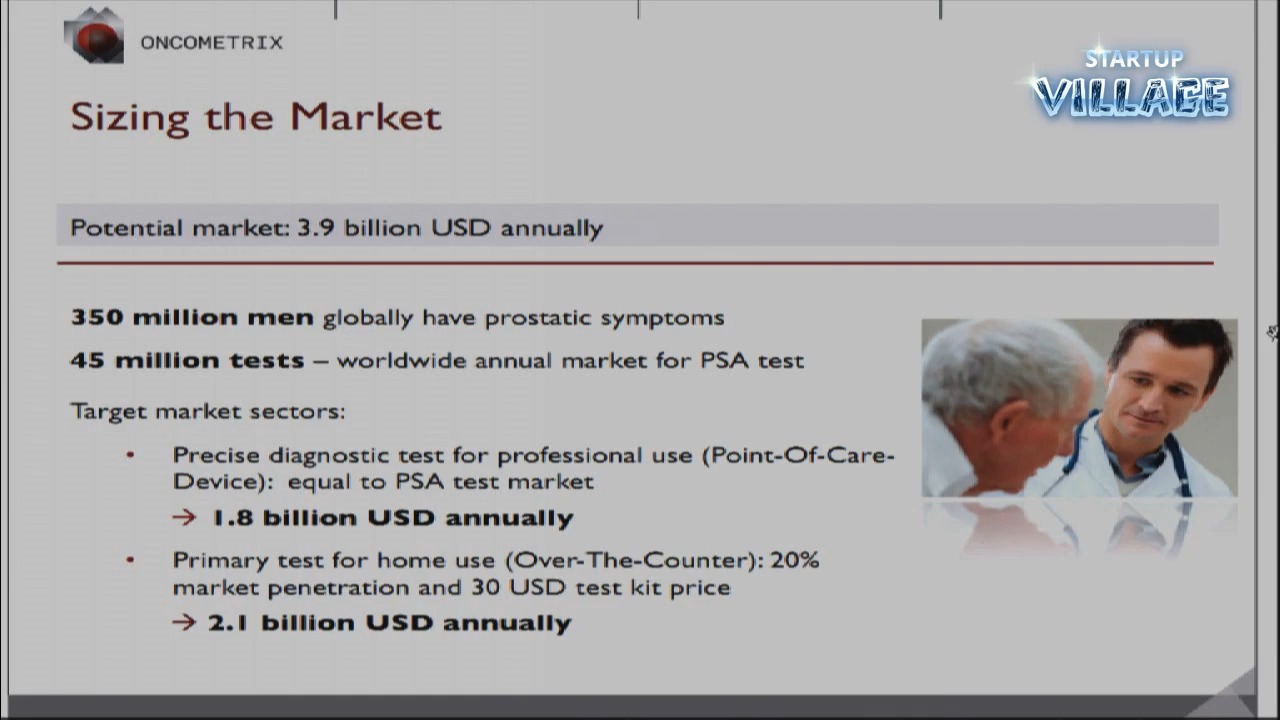 ONCOMETRIX
STARTUP
VILLAGE
Sizing the Market
Potential market: 3.9 billion USD annually
350 million men globally have prostatic symptoms
45 million tests – worldwide annual market for PSA test
Target market sectors:
• Precise diagnostic test for professional use (Point-Of-Care-
Device): equal to PSA test market
→ 1.8 billion USD annually
• Primary test for home use (Over-The-Counter): 20%
market penetration and 30 USD test kit price
→ 2.1 billion USD annually